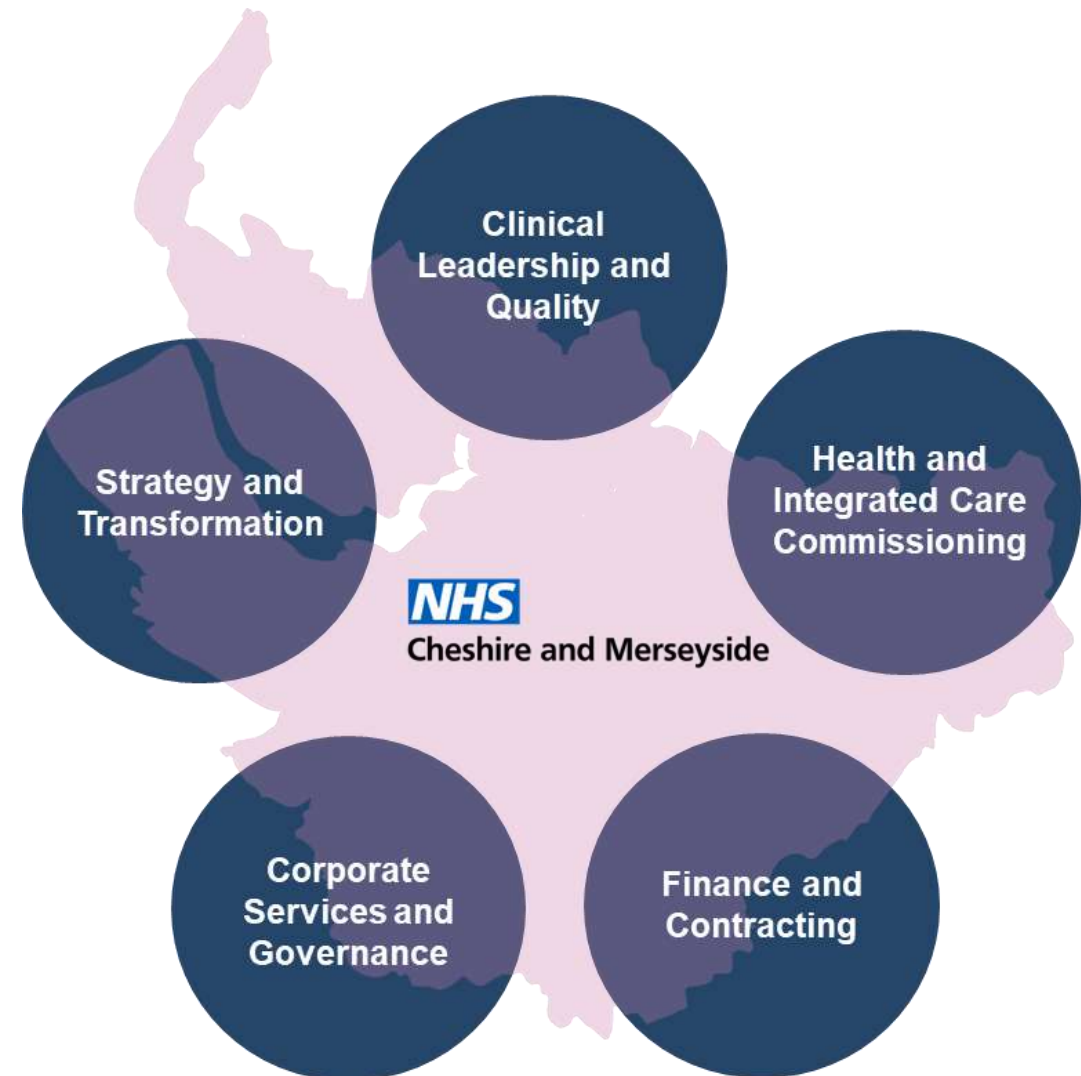 Clinical
Leadership and
Quality
Health and
Integrated Care
Commissioning
Strategy and
Transformation
NHS
Cheshire and Merseyside
Corporate
Services and
Governance
Finance and
Contracting